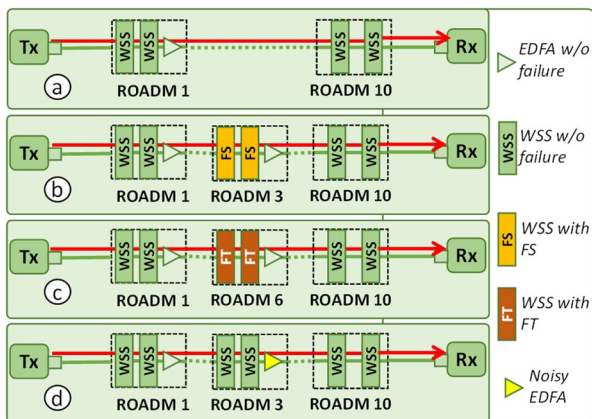 Tx
WSS
WSS
WSS
WSS
Rx
a
ROADM 1
ROADM 10
Tx
WSS
WSS
FS
FS
WSS
WSS
Rx
b
ROADM 1
ROADM 3
ROADM 10
Tx
WSS
WSS
FT
FT
WSS
WSS
Rx
c
ROADM 1
ROADM 6
ROADM 10
Tx
WSS
WSS
WSS
WSS
WSS
WSS
Rx
d
ROADM 1
ROADM 3
ROADM 10
EDFA w/o
failure
WSS
WSS w/o
failure
FS
WSS with
FS
FT
WSS with
FT
Noisy
EDFA